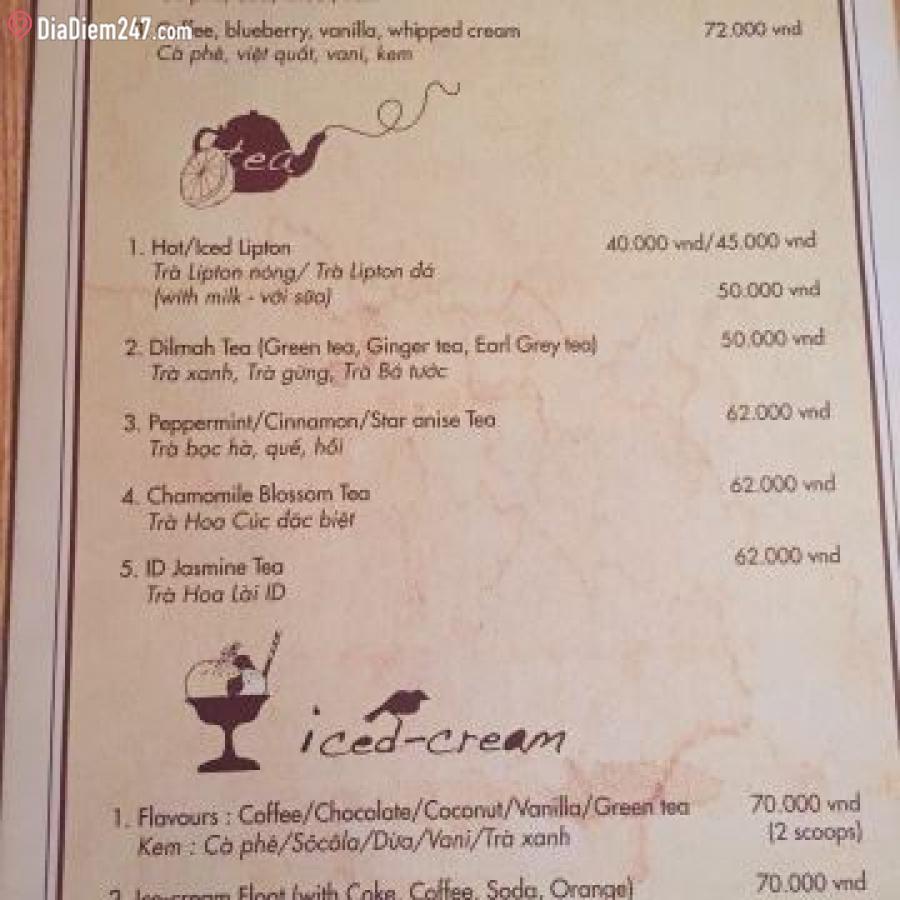 DiaDiem247.com
blueberry, vanilla, whipped cream 72.000 vnd
Cà phê, việt quất, vani, kem
tea
1. Hot/Iced Lipton 40.000 vnd/45.000 vnd
Trà Lipton nóng/ Trà Lipton đá
(with milk - với sữa) 50.000 vnd
2. Dilmah Tea (Green tea, Ginger tea, Earl Grey tea) 50.000 vnd
Trà xanh, Trà gừng, Trà Bá tước
3. Peppermint/Cinnamon/Star anise Tea 62.000 vnd
Trà bạc hà, quế, hồi
4. Chamomile Blossom Tea 62.000 vnd
Trà Hoa Cúc đặc biệt
5. ID Jasmine Tea 62.000 vnd
Trà Hoa Lài ID
iced-cream
1. Flavours : Coffee/Chocolate/Coconut/Vanilla/Green tea 70.000 vnd
Kem : Cà phê/Sôcôla/Dừa/Vani/Trà xanh (2 scoops)
2. Ice-cream Float (with Coke, Coffee, Soda, Orange) 70.000 vnd